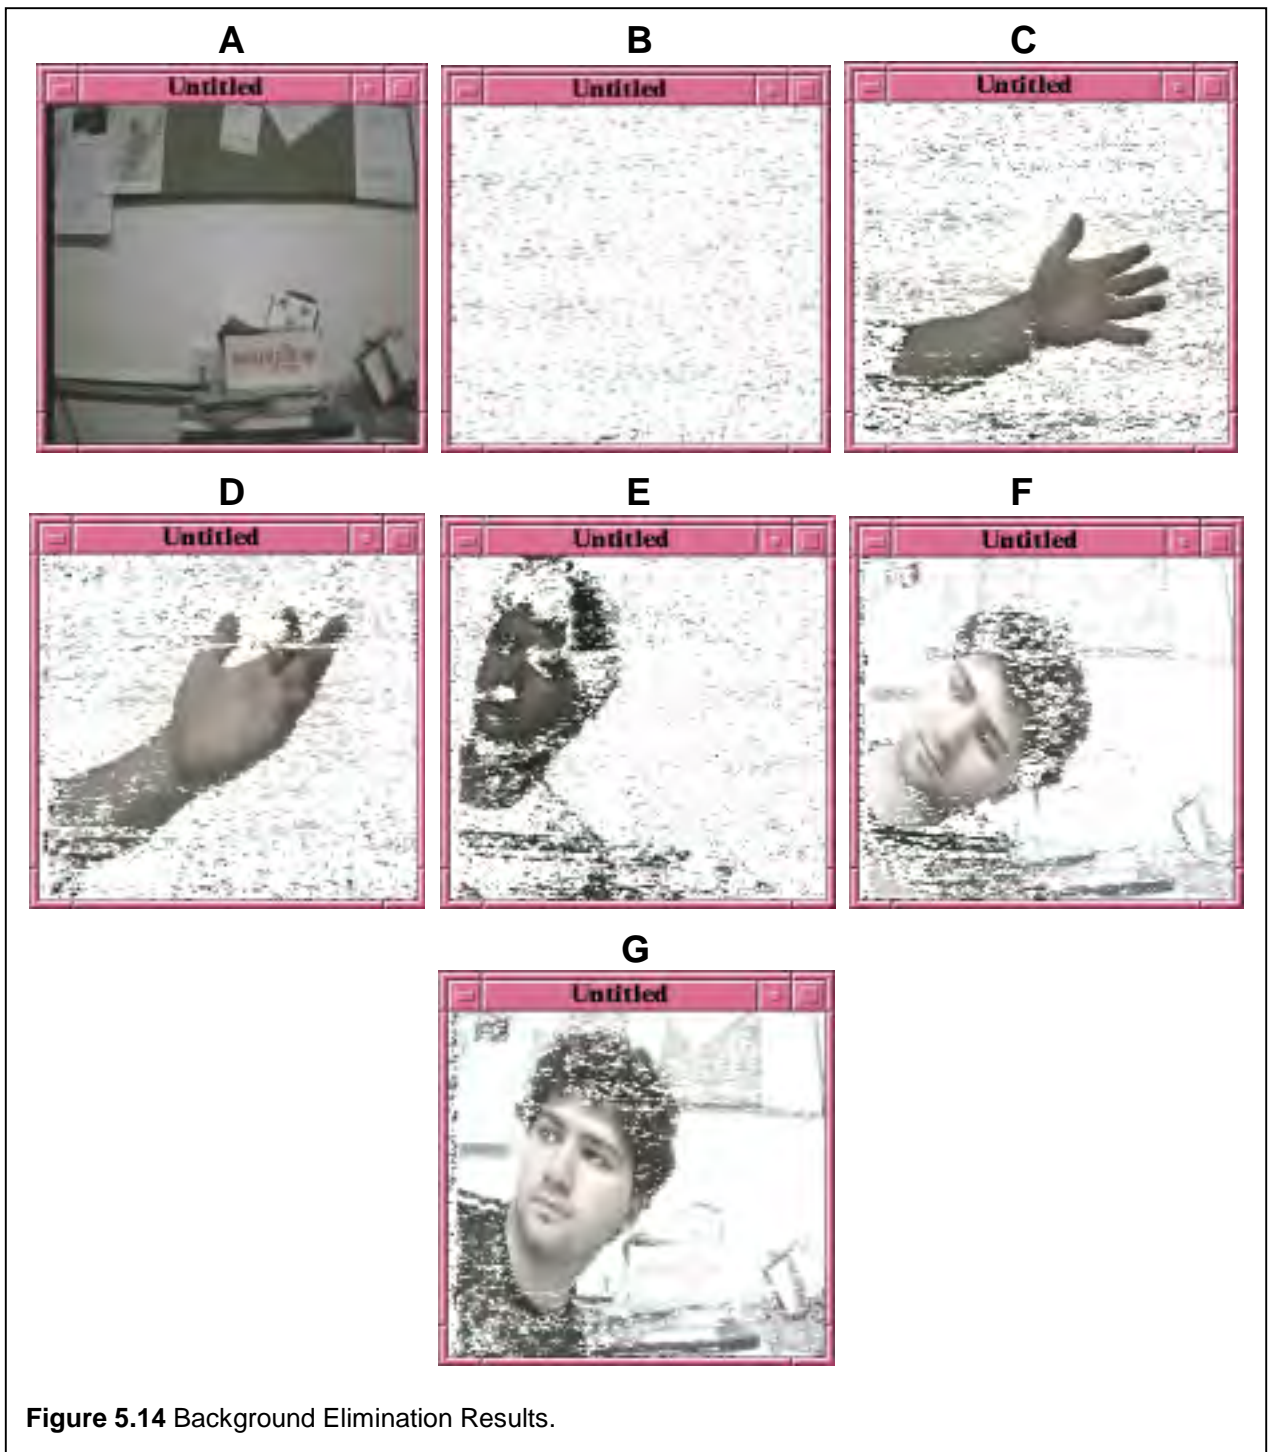 A
B
C
Untitled
Untitled
Untitled
D
E
F
Untitled
Untitled
Untitled
G
Untitled
Figure 5.14 Background Elimination Results.